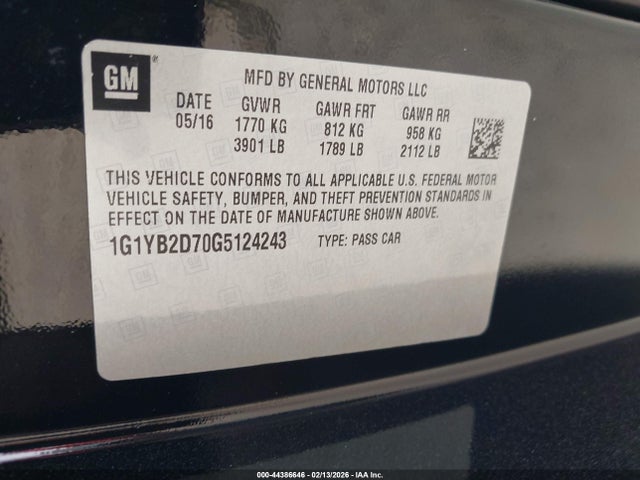 GM
MFD BY GENERAL MOTORS LLC
DATE GVWR GAWR FRT GAWR RR
05/16 1770 KG 812 KG 958 KG
3901 LB 1789 LB 2112 LB
THIS VEHICLE CONFORMS TO ALL APPLICABLE U.S. FEDERAL MOTOR
VEHICLE SAFETY, BUMPER, AND THEFT PREVENTION STANDARDS IN
EFFECT ON THE DATE OF MANUFACTURE SHOWN ABOVE.
1G1YB2D70G5124243 TYPE: PASS CAR
000-44386646 - 02/13/2026 - IAA Inc.